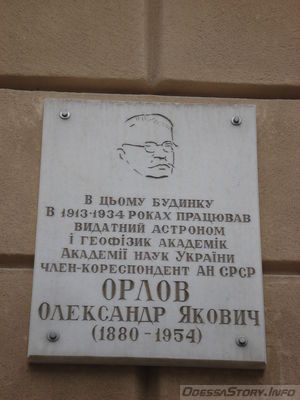 В ЦЬОМУ БУДИНКУ
В 1913-1934 РОКАХ ПРАЦЮВАВ
ВИДАТНИЙ АСТРОНОМ
І ГЕОФІЗИК АКАДЕМІК
АКАДЕМІЇ НАУК УКРАЇНИ
ЧЛЕН-КОРЕСПОНДЕНТ АН СРСР
ОРЛОВ
ОЛЕКСАНДР ЯКОВИЧ
(1880-1954)
OdessaStory.Info